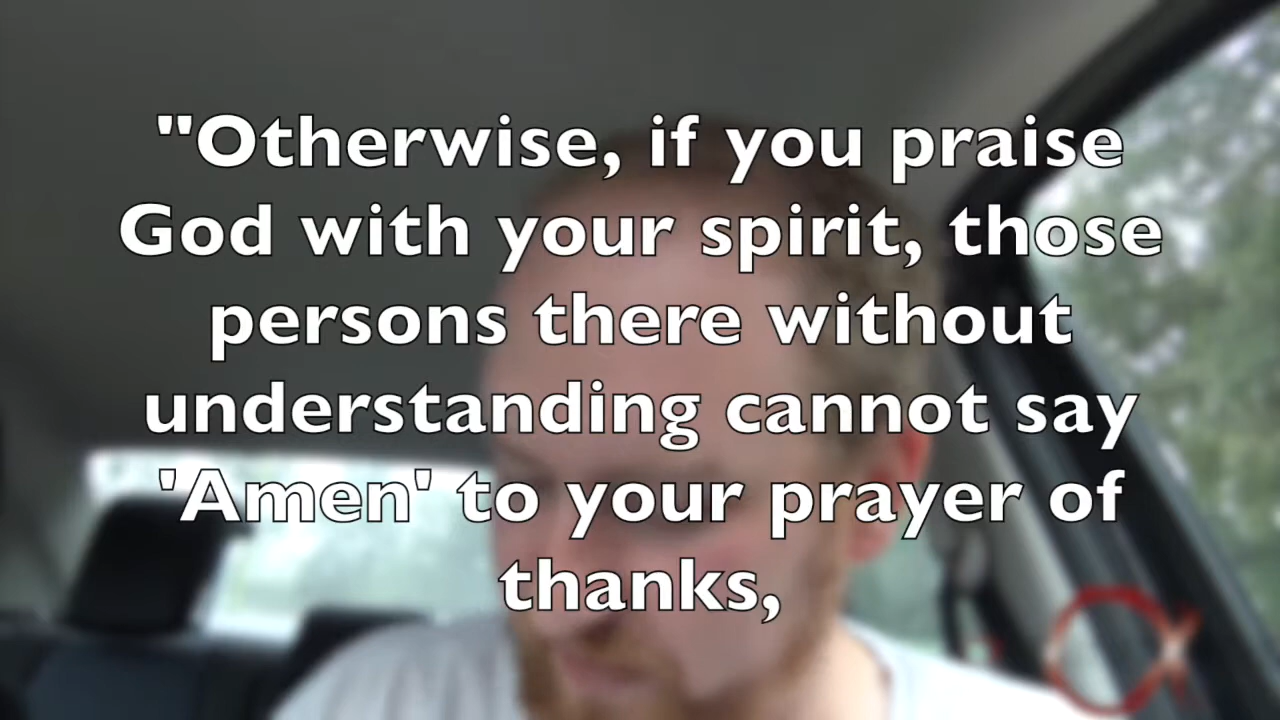 "Otherwise, if you praise
God with your spirit, those
persons there without
understanding cannot say
'Amen' to your prayer of
thanks,